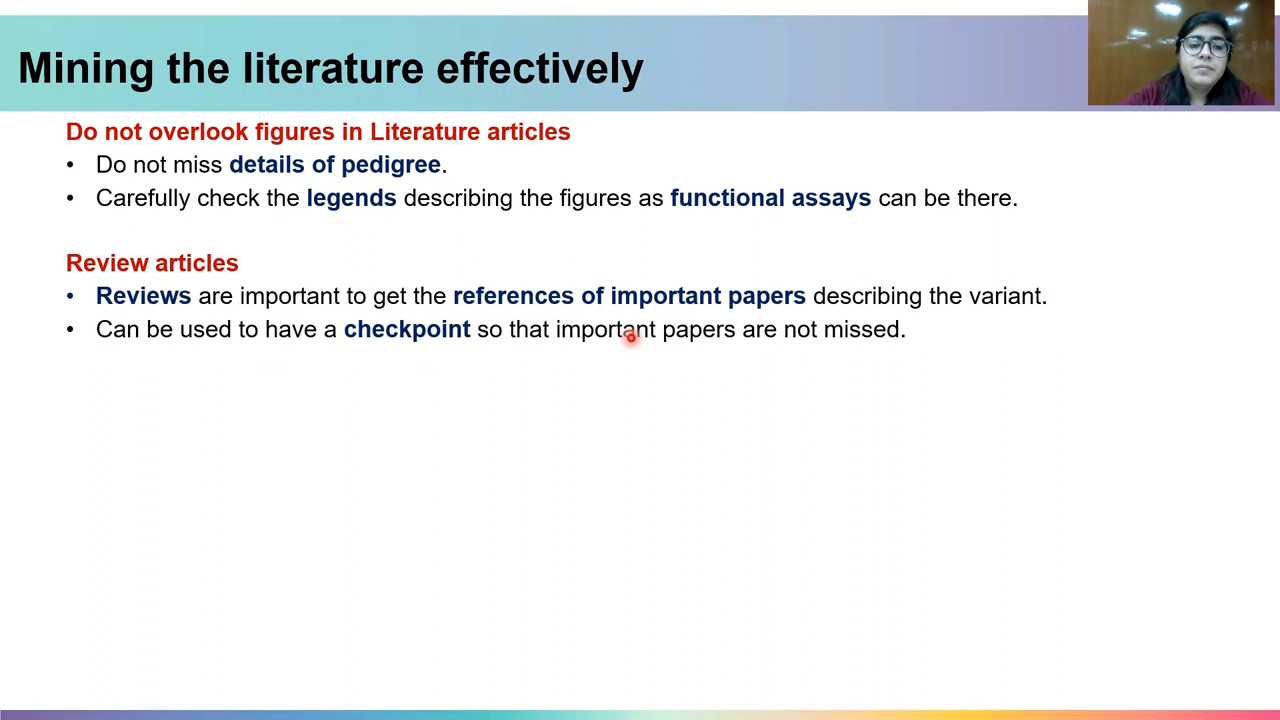 Mining the literature effectively
Do not overlook figures in Literature articles
• Do not miss details of pedigree.
• Carefully check the legends describing the figures as functional assays can be there.
Review articles
• Reviews are important to get the references of important papers describing the variant.
• Can be used to have a checkpoint so that important papers are not missed.